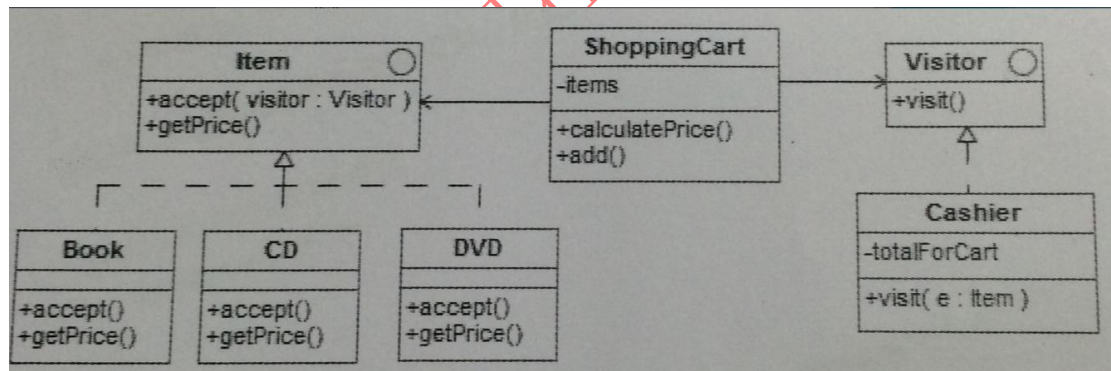 Item
+accept( visitor : Visitor )
+getPrice()
ShoppingCart
-items
+calculatePrice()
+add()
Visitor
+visit()
Book
+accept()
+getPrice()
CD
+accept()
+getPrice()
DVD
+accept()
+getPrice()
Cashier
-totalForCart
+visit( e : Item )